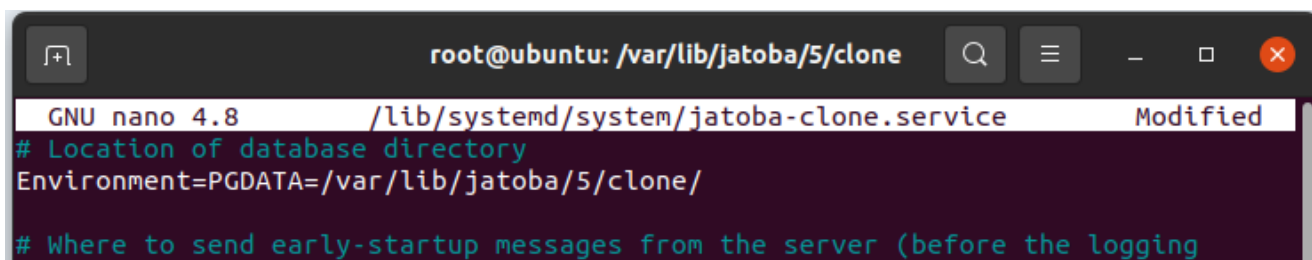 root@ubuntu: /var/lib/jatoba/5/clone
GNU nano 4.8 /lib/systemd/system/jatoba-clone.service Modified
# Location of database directory
Environment=PGDATA=/var/lib/jatoba/5/clone/
# Where to send early-startup messages from the server (before the logging